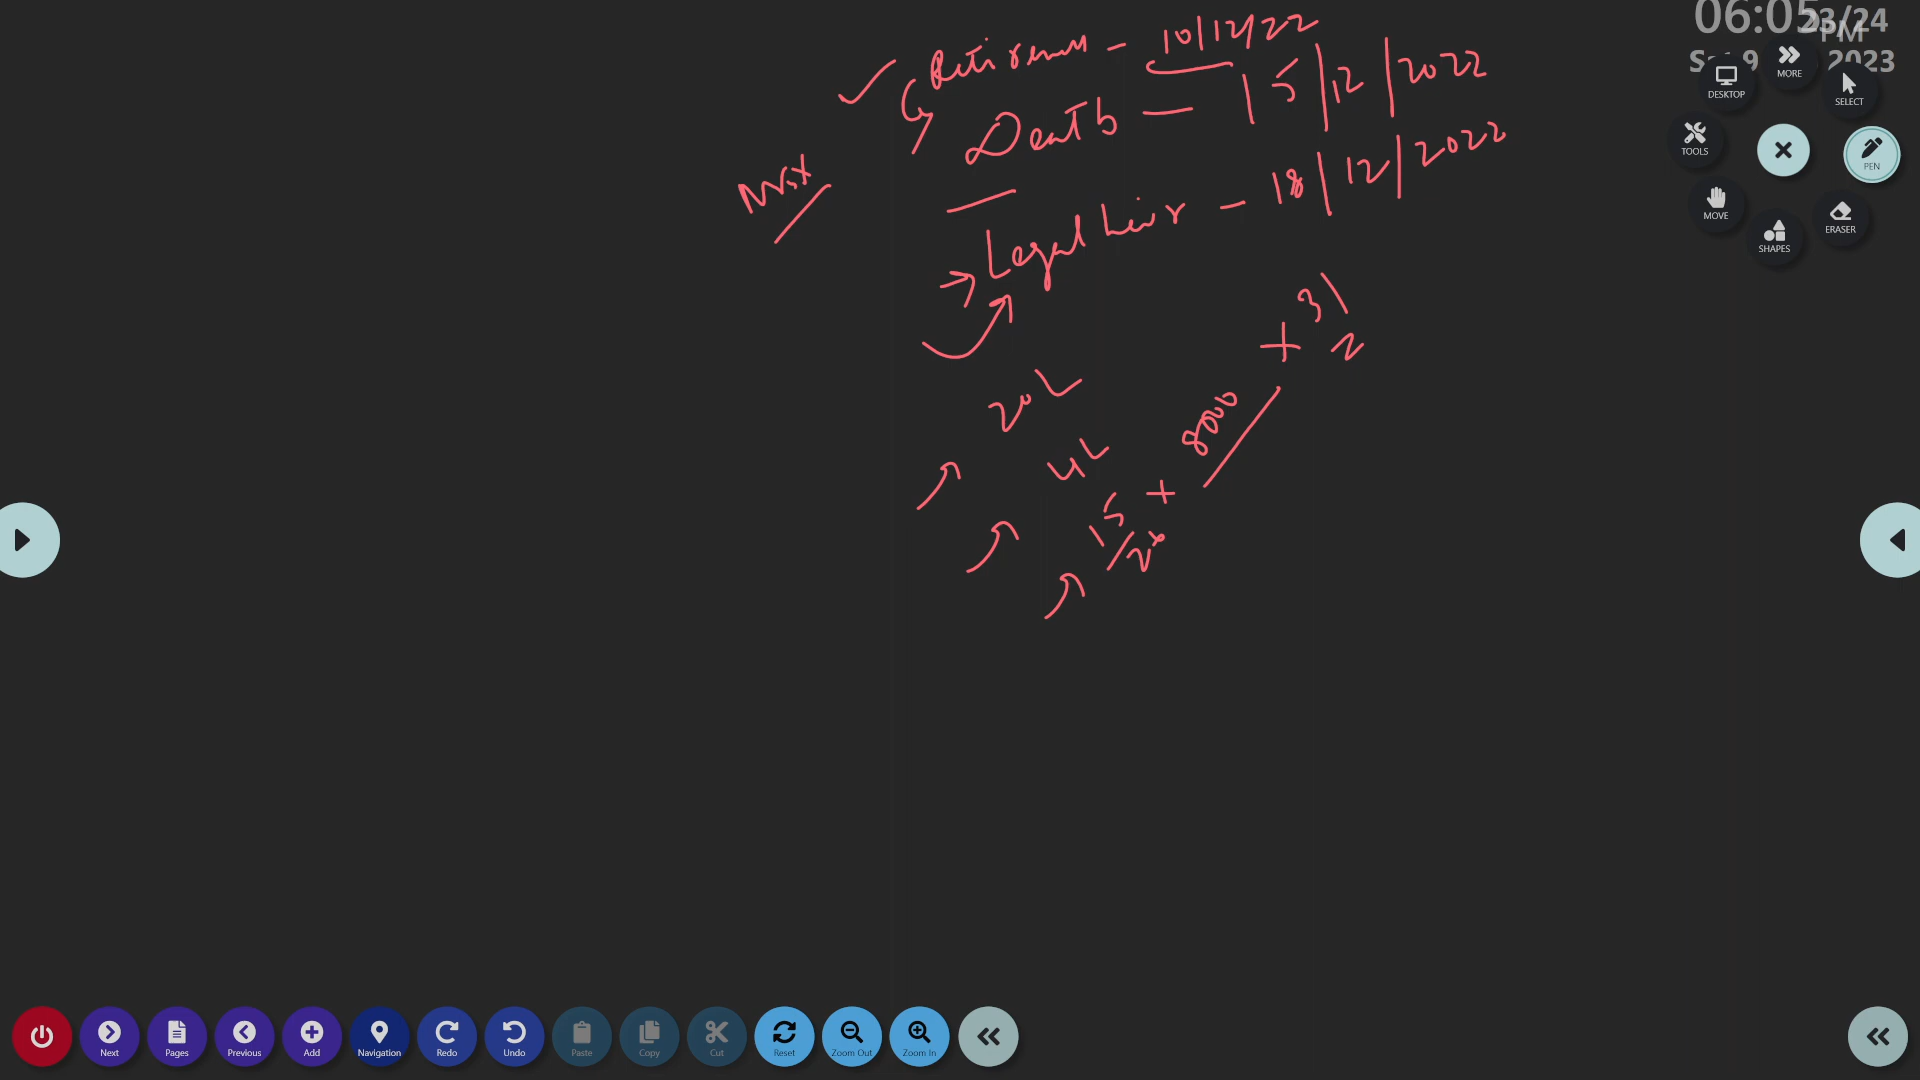 06:05 PM
23/24
2023
Retirement - 10/12/22
Death - 15/12/2022
Legal heir - 18/12/2022
20L
4L
15/20 × 8000 × 31
2
MORE
DESKTOP
SELECT
TOOLS
PEN
MOVE
ERASER
SHAPES
Next
Pages
Previous
Add
Navigation
Redo
Undo
Paste
Copy
Cut
Reset
Zoom Out
Zoom In